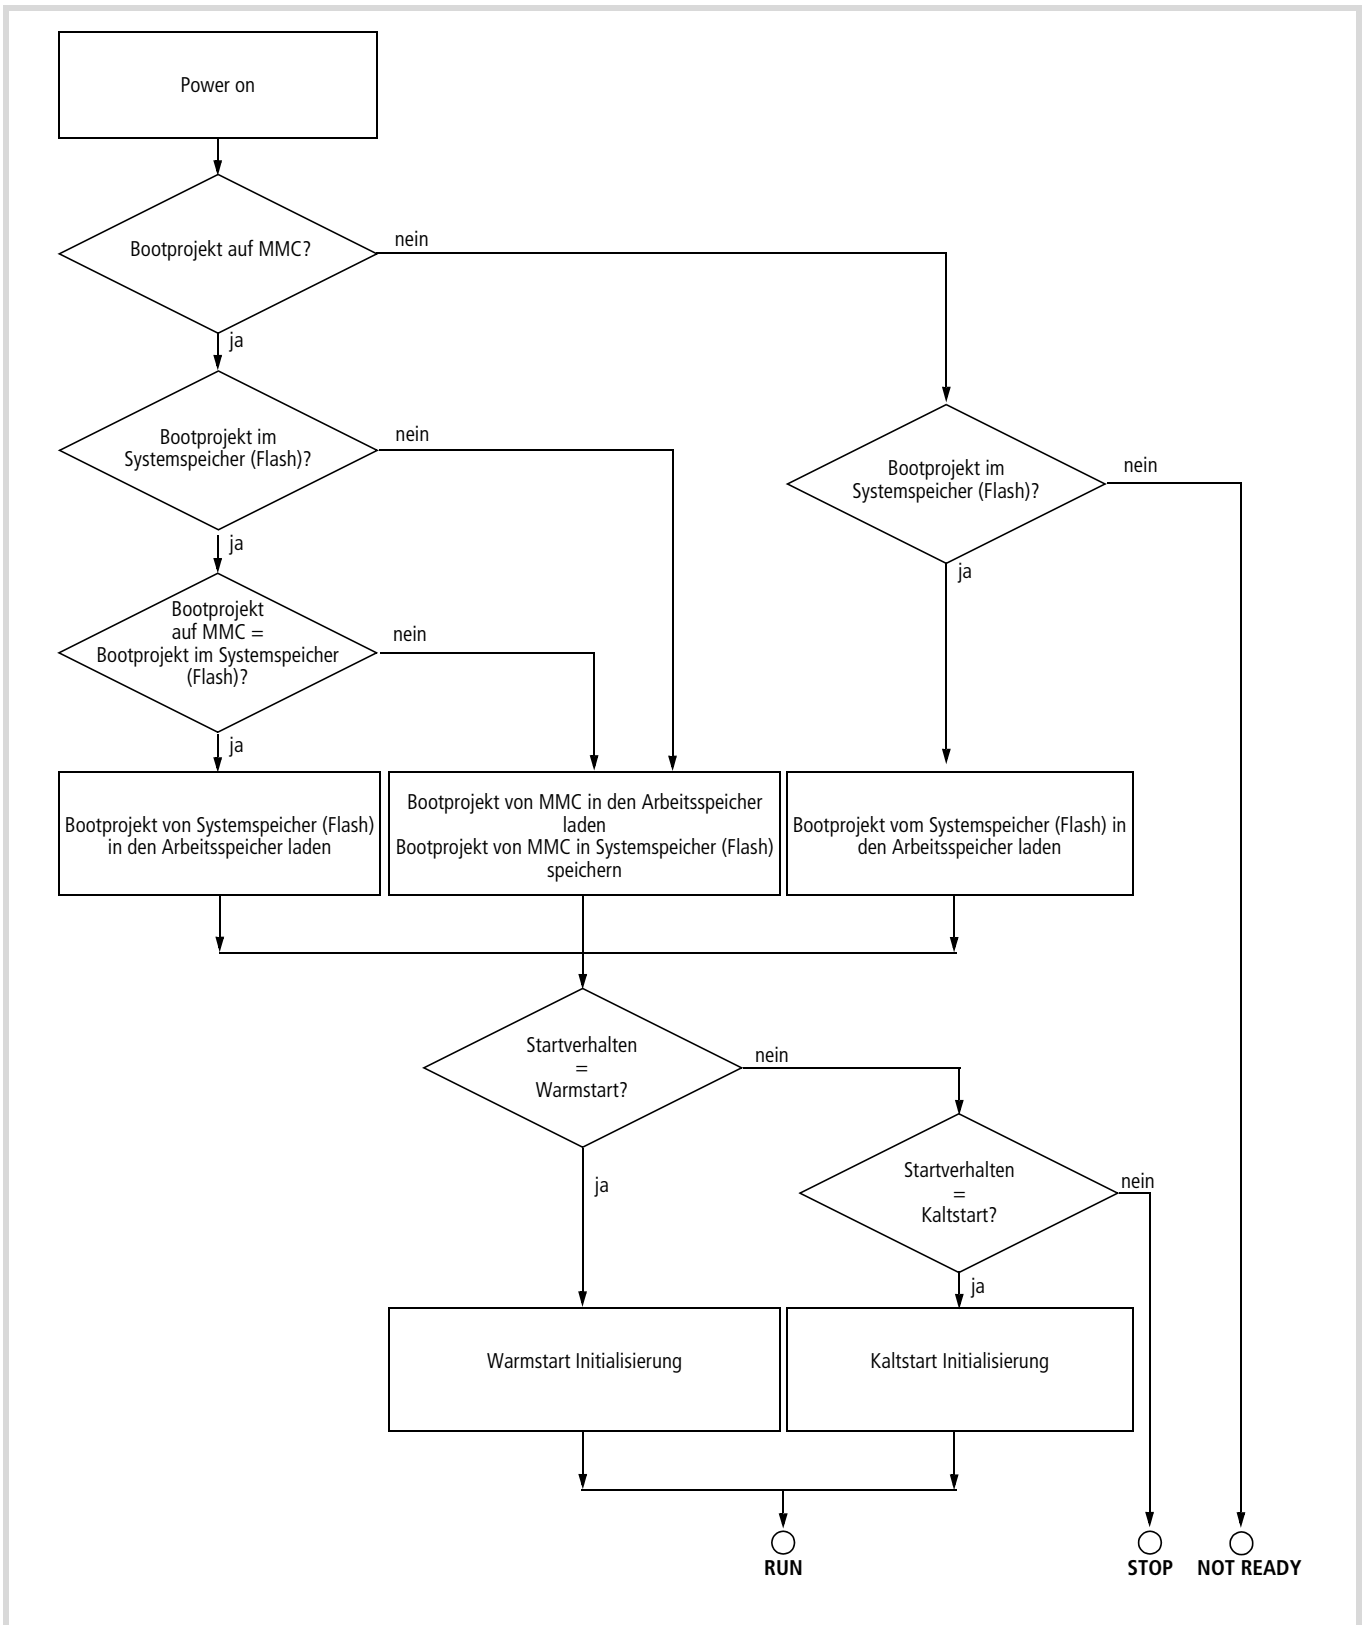 Power on
Bootprojekt auf MMC?
nein
ja
Bootprojekt im
Systemspeicher (Flash)?
nein
Bootprojekt im
Systemspeicher (Flash)?
nein
ja
ja
Bootprojekt
auf MMC =
Bootprojekt im Systemspeicher
(Flash)?
nein
ja
Bootprojekt von Systemspeicher (Flash)
in den Arbeitsspeicher laden
Bootprojekt von MMC in den Arbeitsspeicher
laden
Bootprojekt von MMC in Systemspeicher (Flash)
speichern
Bootprojekt vom Systemspeicher (Flash) in
den Arbeitsspeicher laden
Startverhalten
=
Warmstart?
nein
ja
Startverhalten
=
Kaltstart?
nein
ja
Warmstart Initialisierung
Kaltstart Initialisierung
RUN
STOP
NOT READY